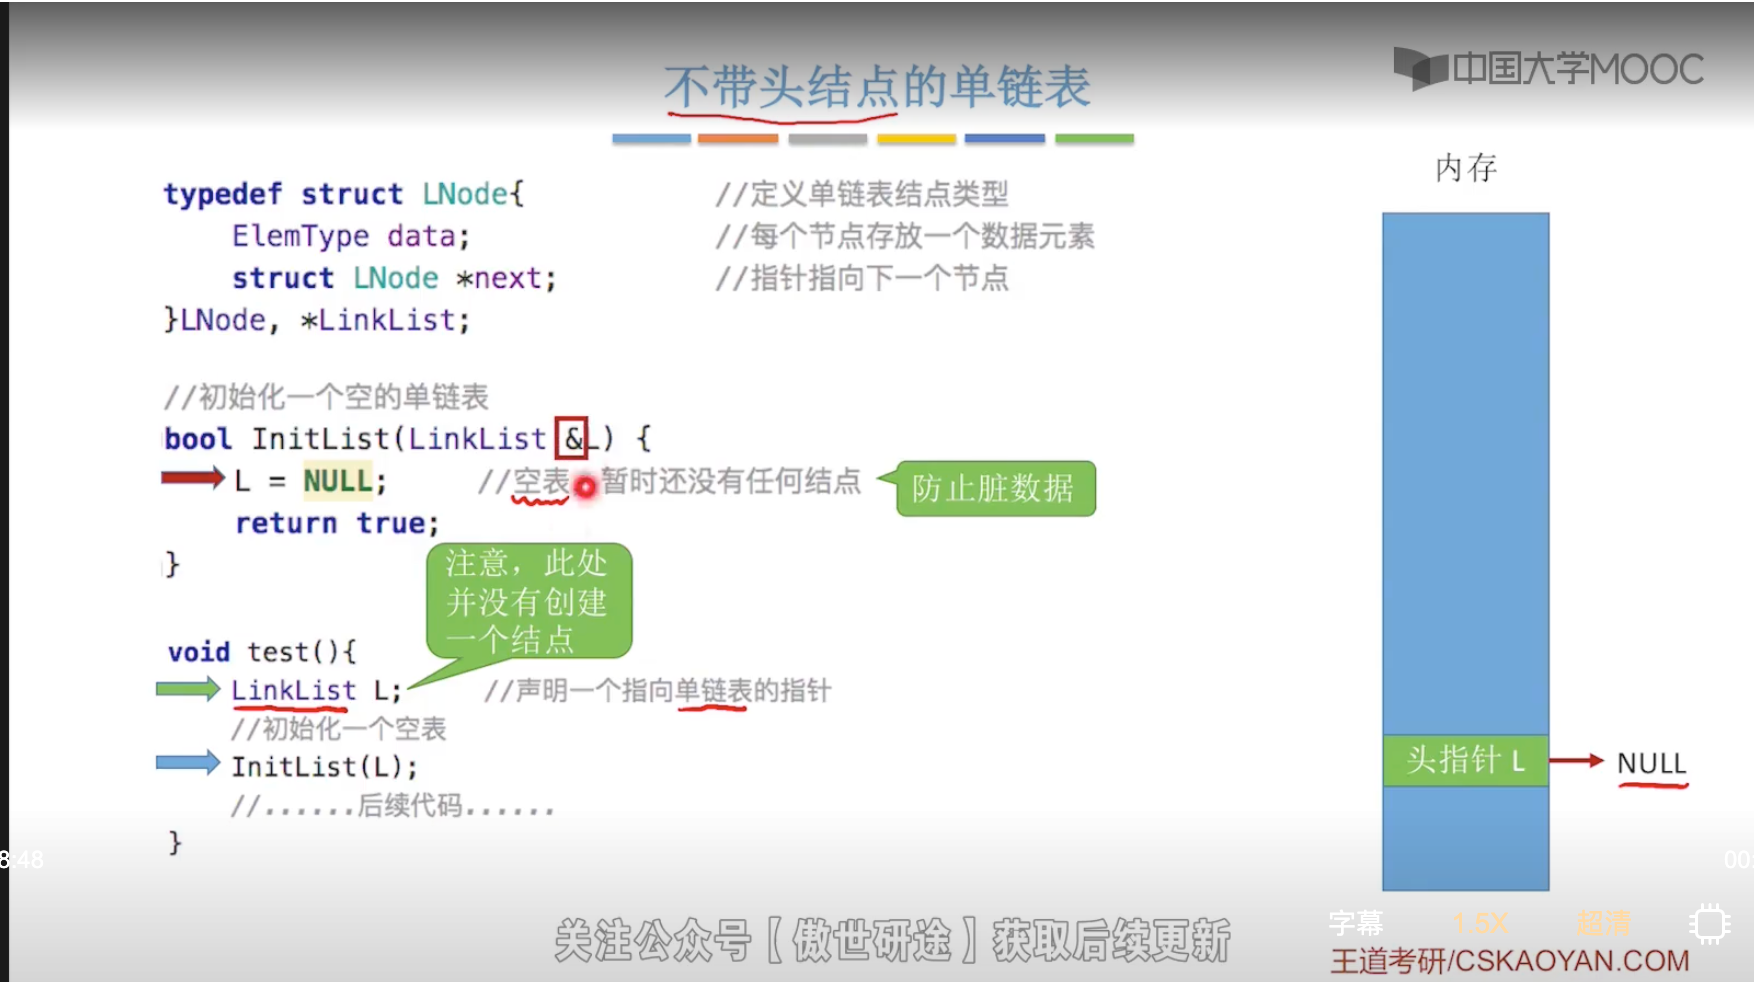 中国大学MOOC
不带头结点的单链表
内存
typedef struct LNode{ //定义单链表结点类型
ElemType data; //每个节点存放一个数据元素
struct LNode *next; //指针指向下一个节点
}LNode, *LinkList;
//初始化一个空的单链表
bool InitList(LinkList &L) {
L = NULL; //空表 暂时还没有任何结点
防止脏数据
return true;
}
注意，此处
并没有创建
一个结点
void test(){
LinkList L; //声明一个指向单链表的指针
//初始化一个空表
InitList(L);
//......后续代码......
}
头指针 L
NULL
8:48
00:
字幕 1.5X 超清
关注公众号【傲世研途】获取后续更新
王道考研/CSKAOYAN.COM